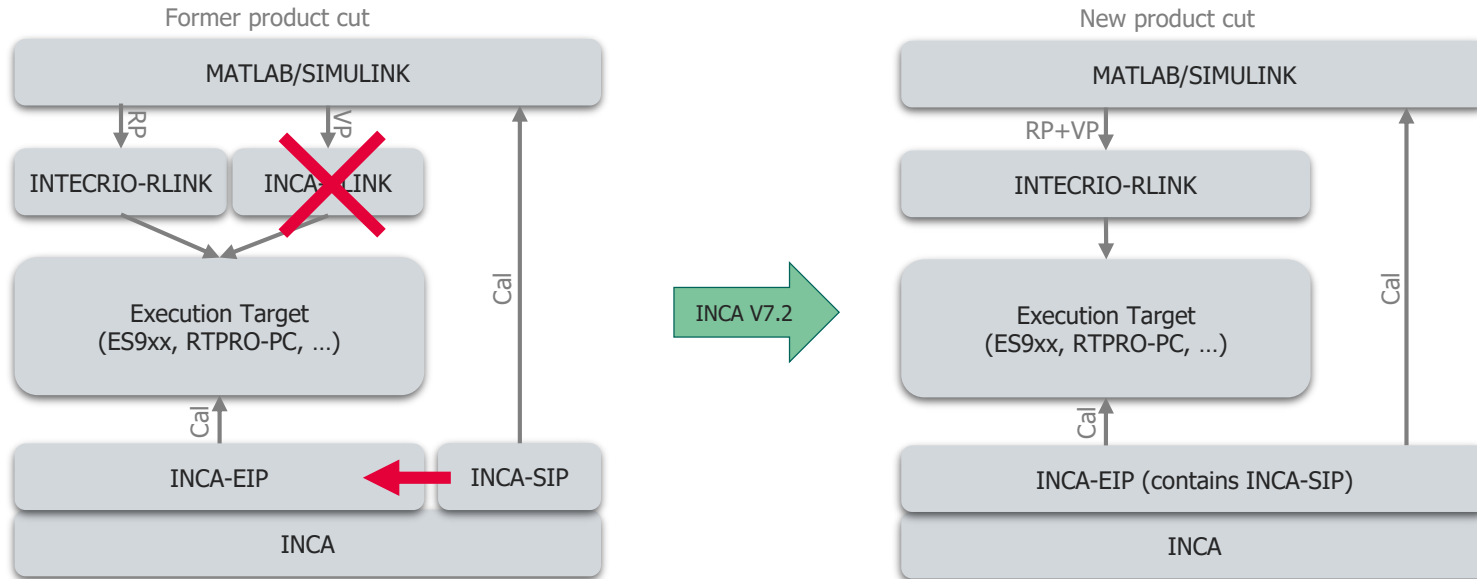 Former product cut
MATLAB/SIMULINK
RP
VP
INTECRIO-RLINK
INCA-RLINK
Execution Target
(ES9xx, RTPRO-PC, ...)
Cal
Cal
INCA-EIP
INCA-SIP
INCA
INCA V7.2
New product cut
MATLAB/SIMULINK
RP+VP
INTECRIO-RLINK
Execution Target
(ES9xx, RTPRO-PC, ...)
Cal
Cal
INCA-EIP (contains INCA-SIP)
INCA